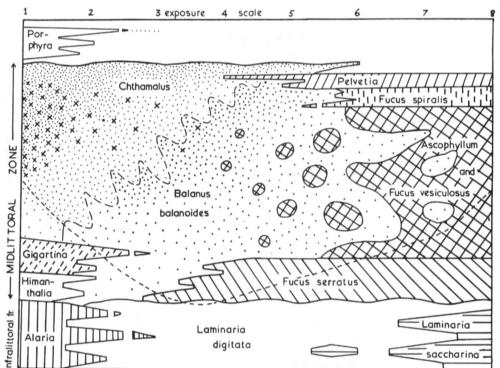 1 2 3 exposure 4 scale 5 6 7 8
Por-
phyra
Chthamalus
Pelvetia
Fucus spiralis
Ascophyllum
and
Fucus vesiculosus
Balanus
balanoides
Gigartina
Himan-
thalia
Fucus serratus
Alaria
Laminaria
digitata
Laminaria
saccharina
MIDLITTORAL ZONE
nfralittoral fr.